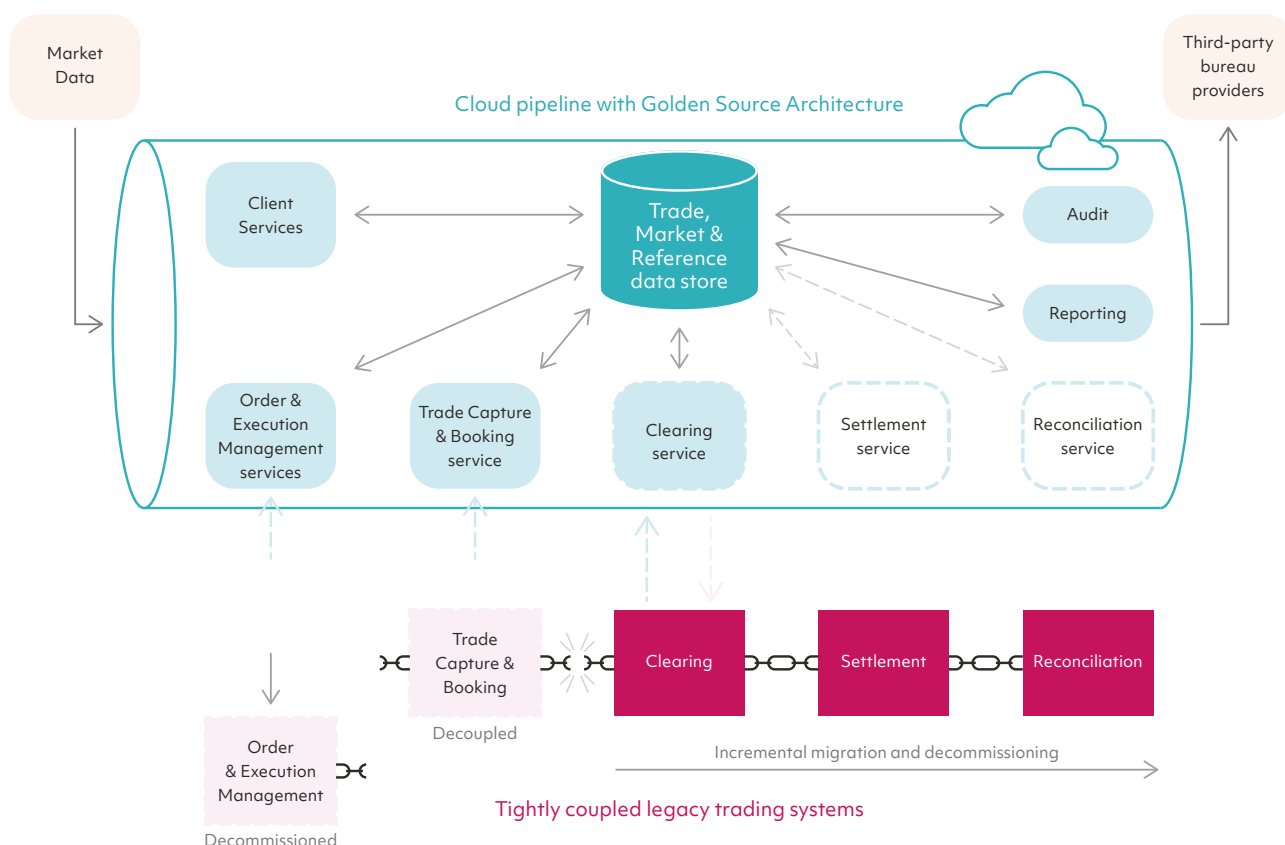 Market
Data
Third-party
bureau
providers
Cloud pipeline with Golden Source Architecture
Client
Services
Trade,
Market &
Reference
data store
Audit
Reporting
Order &
Execution
Management
services
Trade Capture
& Booking
service
Clearing
service
Settlement
service
Reconciliation
service
Trade
Capture &
Booking
Clearing
Settlement
Reconciliation
Decoupled
Order
& Execution
Management
Incremental migration and decommissioning
Tightly coupled legacy trading systems
Decommissioned